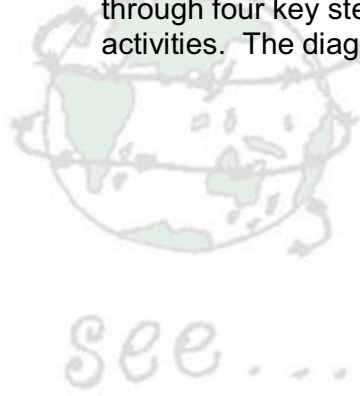 through four key ste
activities.  The diag
see ....